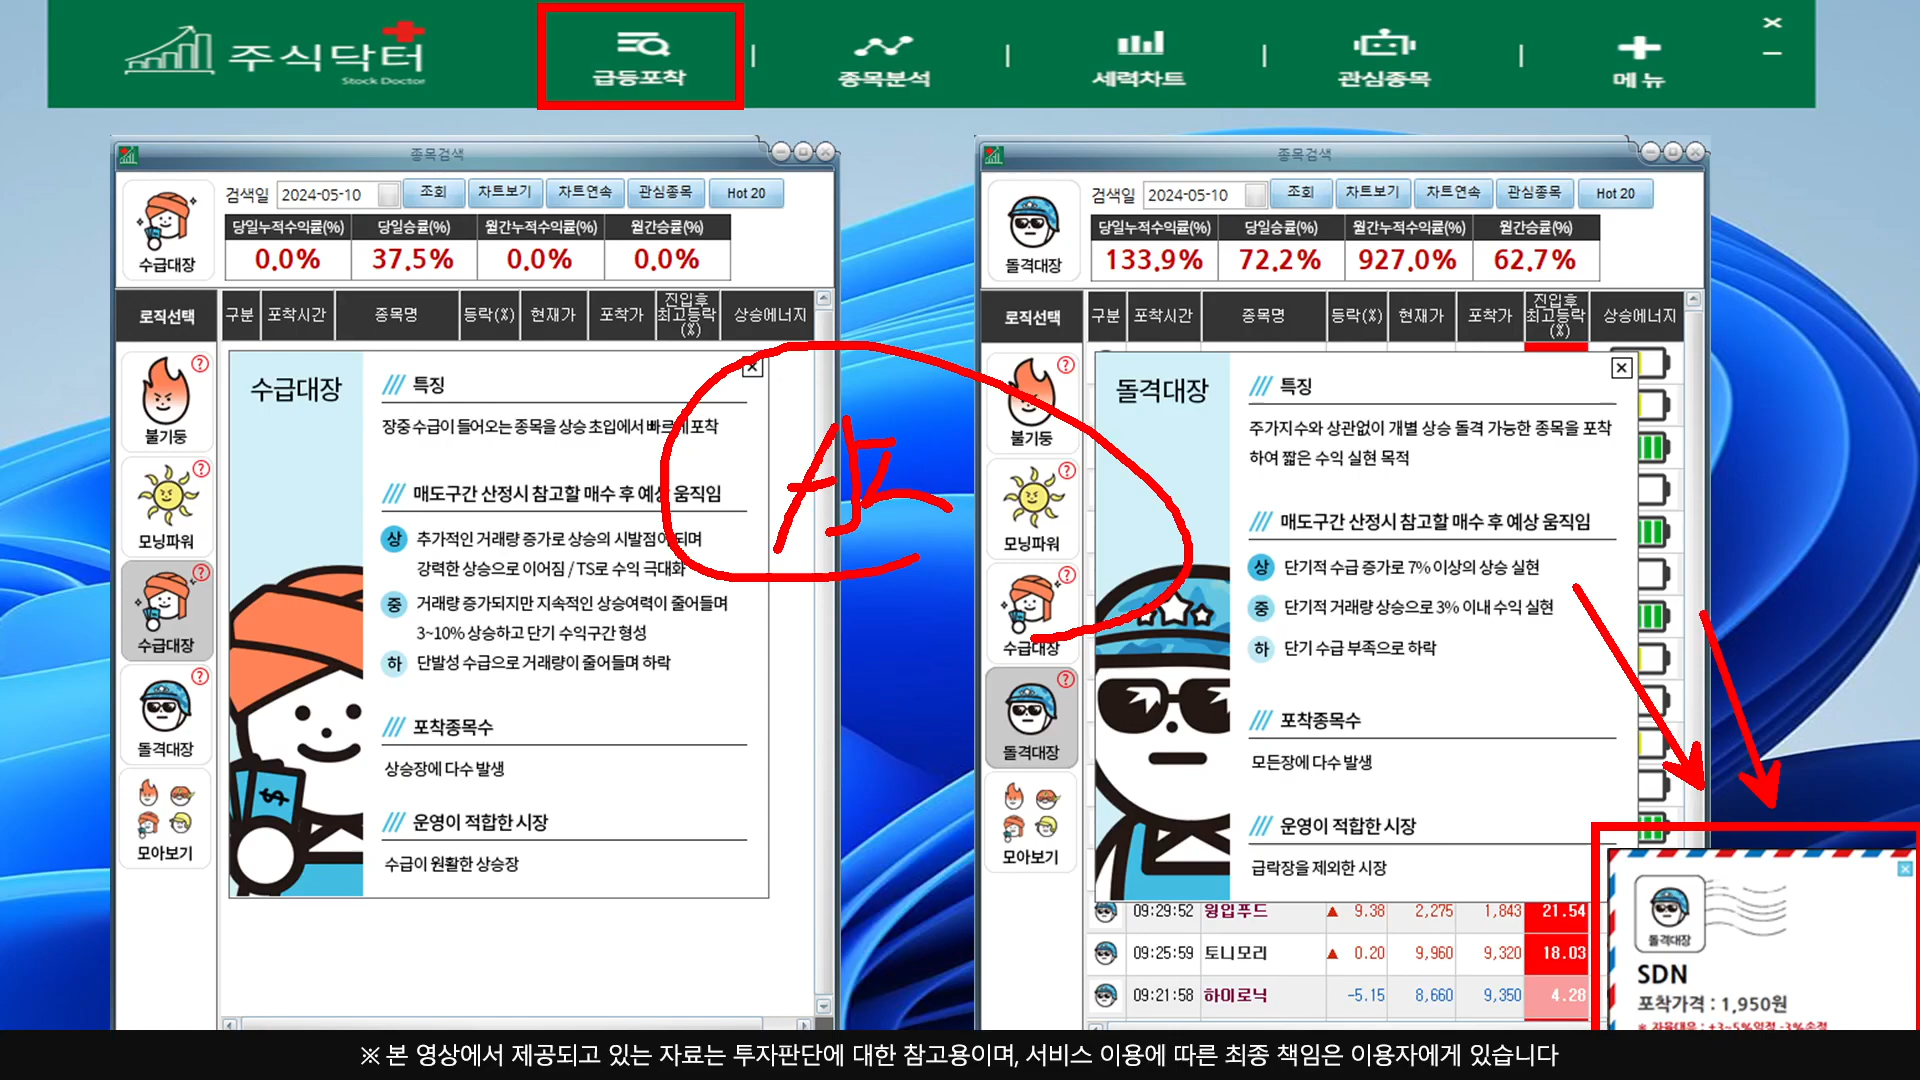 주식닥터
Stock Doctor
급등포착
종목분석
세력차트
관심종목
메뉴
종목검색
수급대장
검색일 2024-05-10 조회 차트보기 차트연속 관심종목 Hot 20
당일누적수익률(%) 당일승률(%) 월간누적수익률(%) 월간승률(%)
0.0% 37.5% 0.0% 0.0%
로직선택 구분 포착시간 종목명 등락(%) 현재가 포착가 진입후 최고등락 (%) 상승에너지
불기둥
모닝파워
수급대장
돌격대장
모아보기
수급대장
/// 특징
장중 수급이 들어오는 종목을 상승 초입에서 빠르게 포착
/// 매도구간 산정시 참고할 매수 후 예상 움직임
상 추가적인 거래량 증가로 상승의 시발점이 되며
강력한 상승으로 이어짐 / TS로 수익 극대화
중 거래량 증가되지만 지속적인 상승여력이 줄어들며
3~10% 상승하고 단기 수익구간 형성
하 단발성 수급으로 거래량이 줄어들며 하락
/// 포착종목수
상승장에 다수 발생
/// 운영이 적합한 시장
수급이 원활한 상승장
종목검색
돌격대장
검색일 2024-05-10 조회 차트보기 차트연속 관심종목 Hot 20
당일누적수익률(%) 당일승률(%) 월간누적수익률(%) 월간승률(%)
133.9% 72.2% 927.0% 62.7%
로직선택 구분 포착시간 종목명 등락(%) 현재가 포착가 진입후 최고등락 (%) 상승에너지
불기둥
모닝파워
수급대장
돌격대장
모아보기
돌격대장
/// 특징
주가지수와 상관없이 개별 상승 돌격 가능한 종목을 포착
하여 짧은 수익 실현 목적
/// 매도구간 산정시 참고할 매수 후 예상 움직임
상 단기적 수급 증가로 7% 이상의 상승 실현
중 단기적 거래량 상승으로 3% 이내 수익 실현
하 단기 수급 부족으로 하락
/// 포착종목수
모든장에 다수 발생
/// 운영이 적합한 시장
급락장을 제외한 시장
09:29:52 윙입푸드 ▲ 9.38 2,275 1,843 21.54
09:25:59 토니모리 ▲ 0.20 9,960 9,320 18.03
09:21:58 하이로닉 -5.15 8,660 9,350 4.28
돌격대장
SDN
포착가격 : 1,950원
※ 본 영상에서 제공되고 있는 자료는 투자판단에 대한 참고용이며, 서비스 이용에 따른 최종 책임은 이용자에게 있습니다